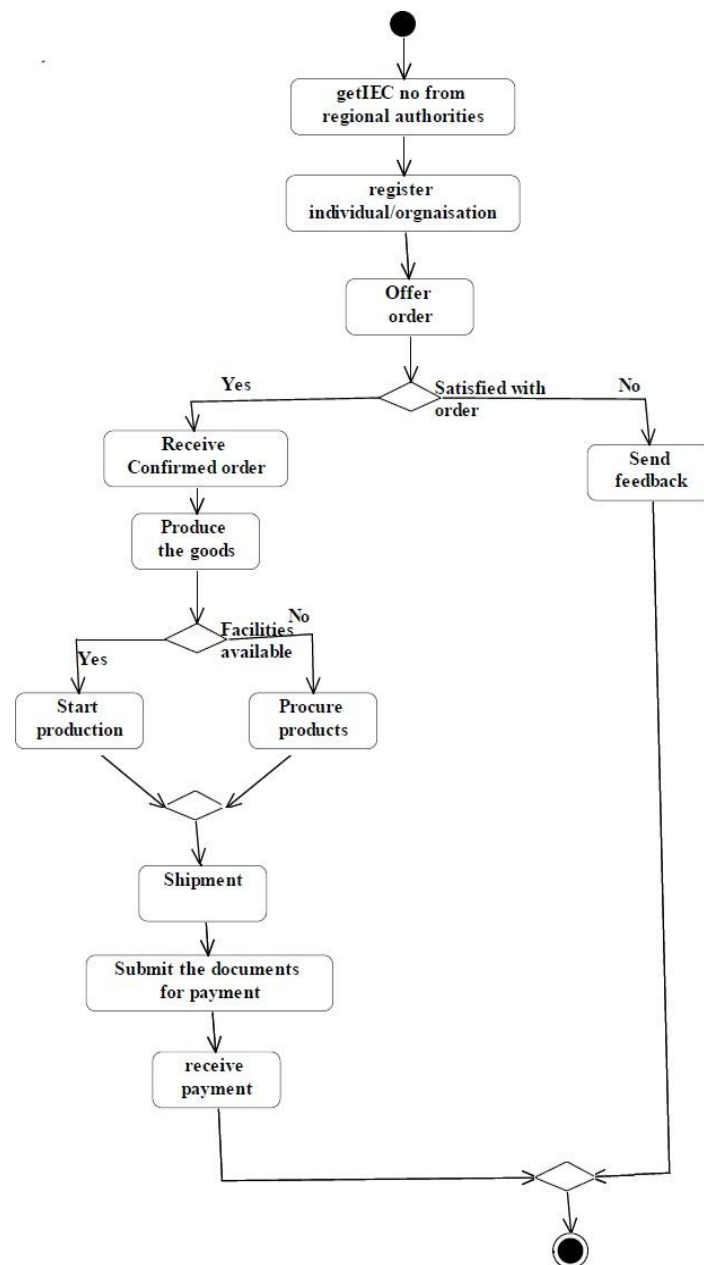 getIEC no from
regional authorities
register
individual/orgnaisation
Offer
order
Yes
Satisfied with
order
No
Receive
Confirmed order
Send
feedback
Produce
the goods
Facilities
available
No
Yes
Start
production
Procure
products
Shipment
Submit the documents
for payment
receive
payment